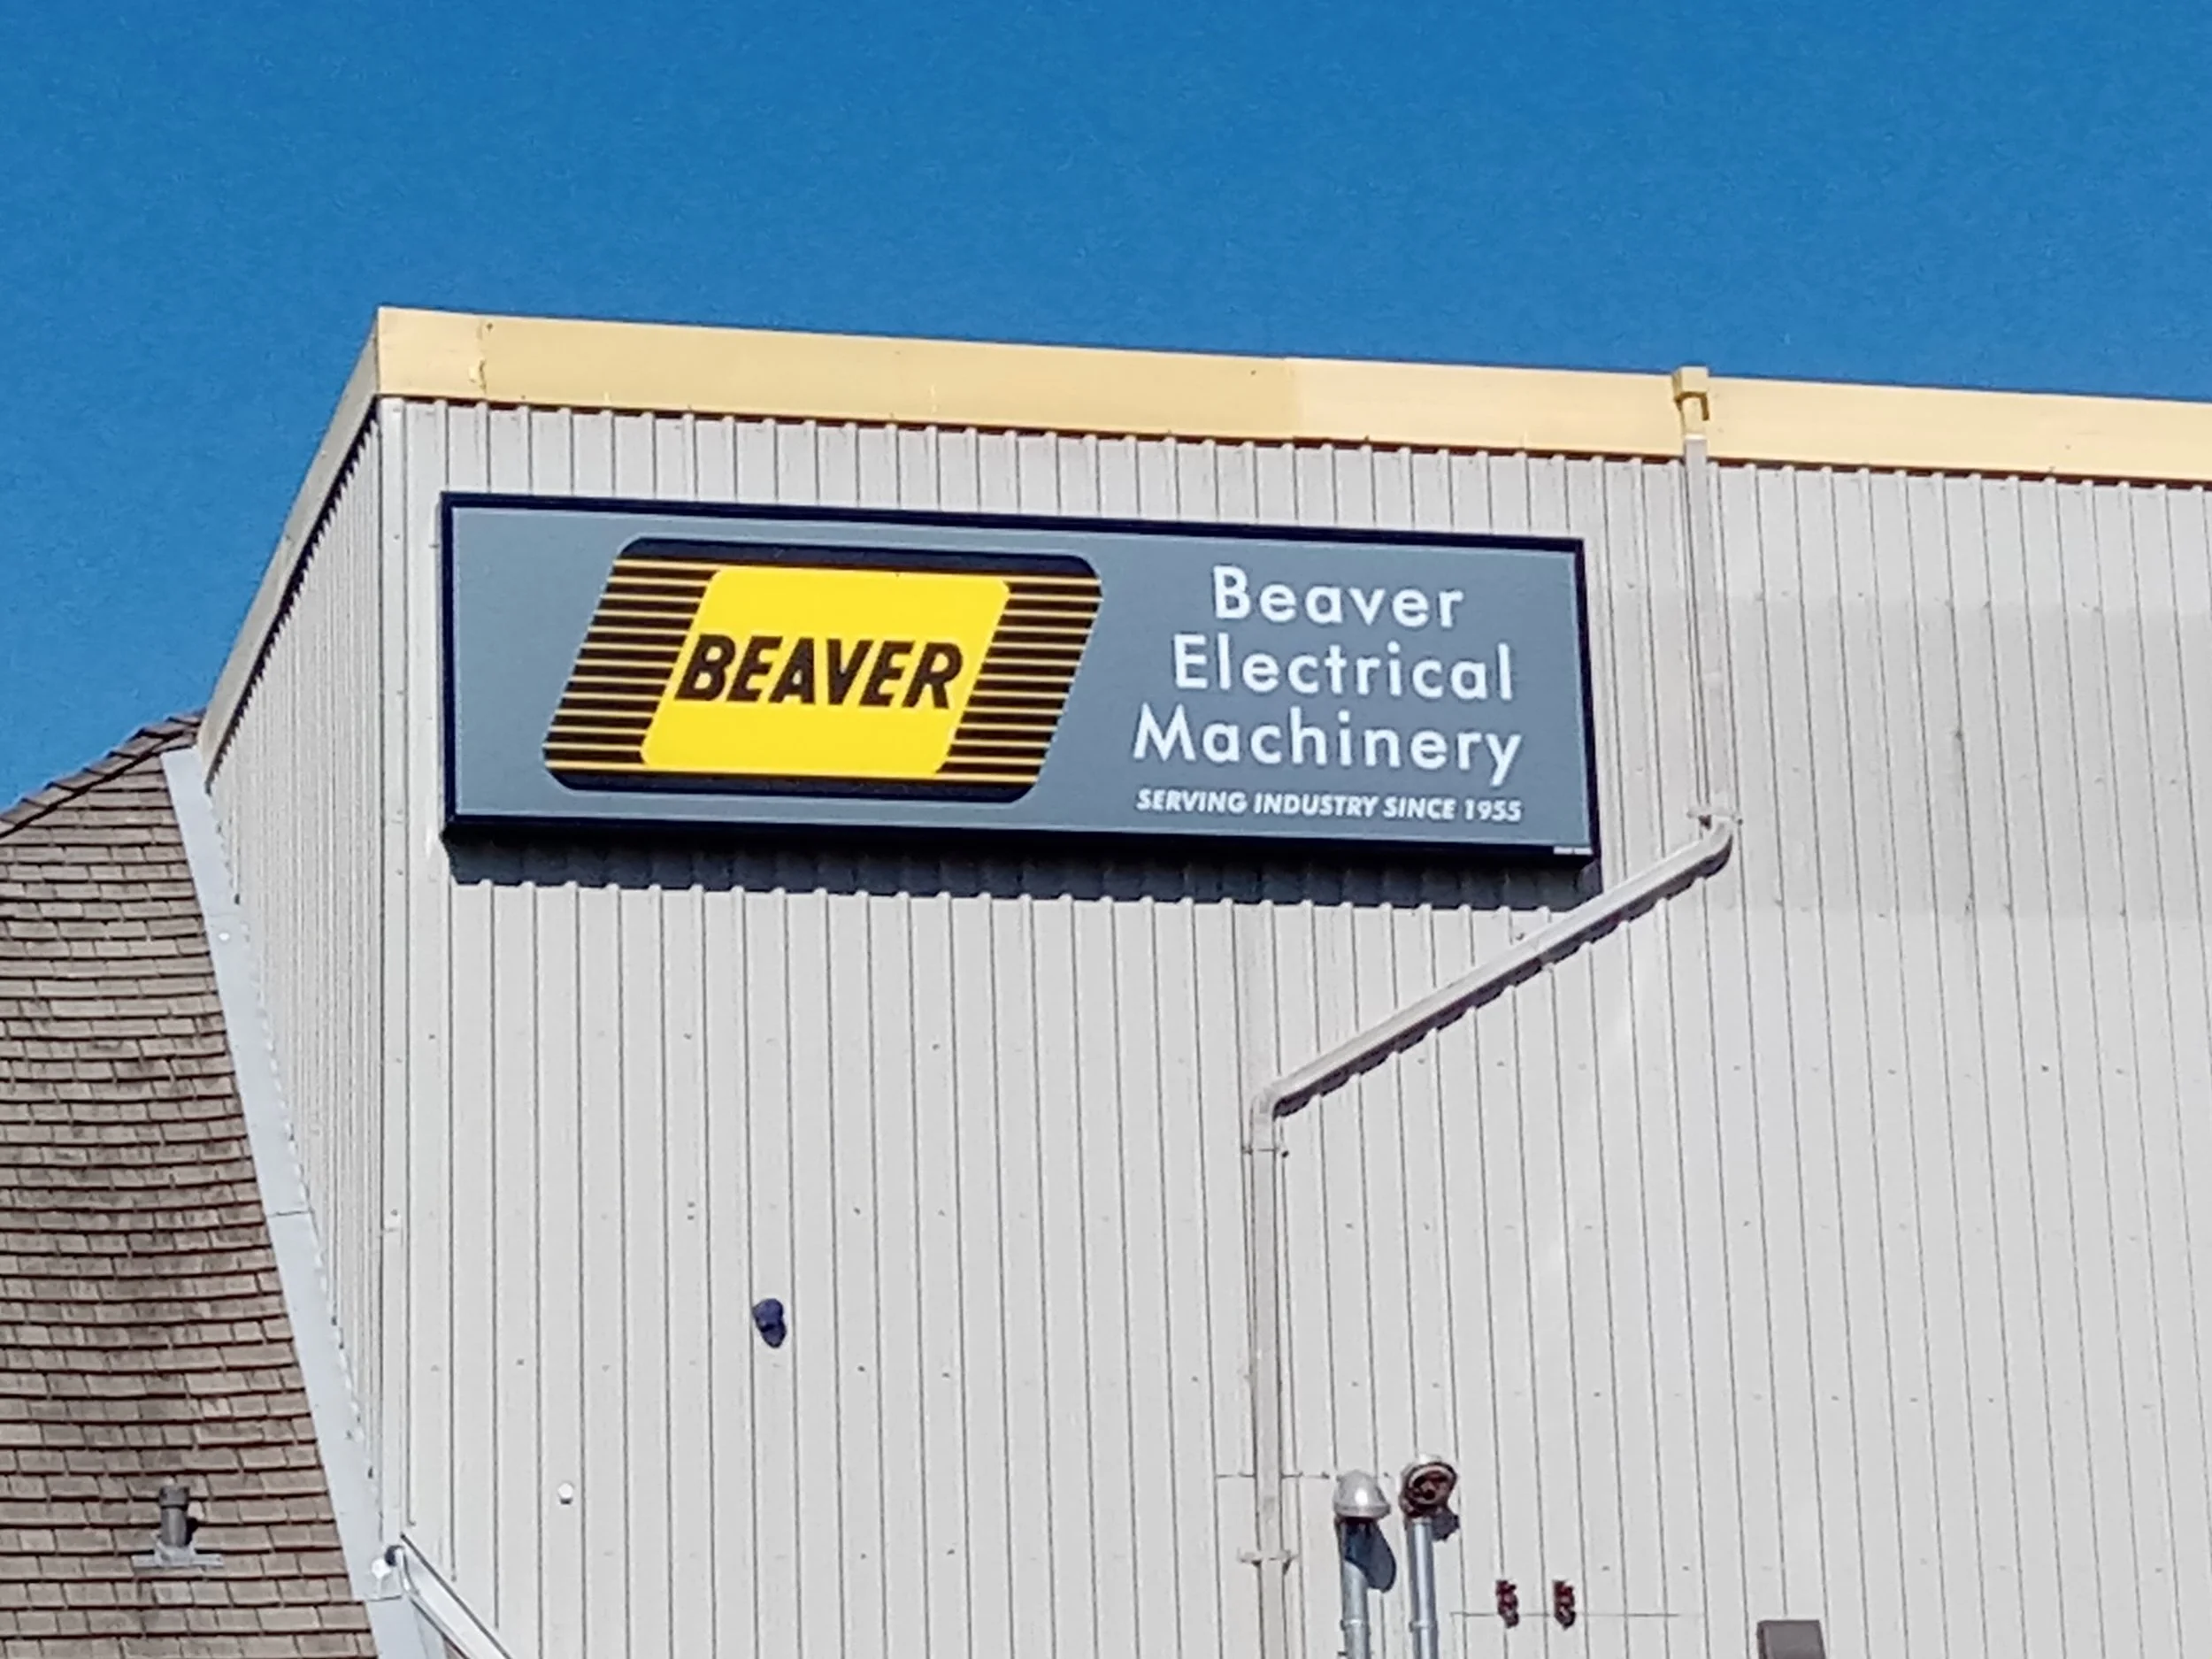 BEAVER
Beaver
Electrical
Machinery
SERVING INDUSTRY SINCE 1955